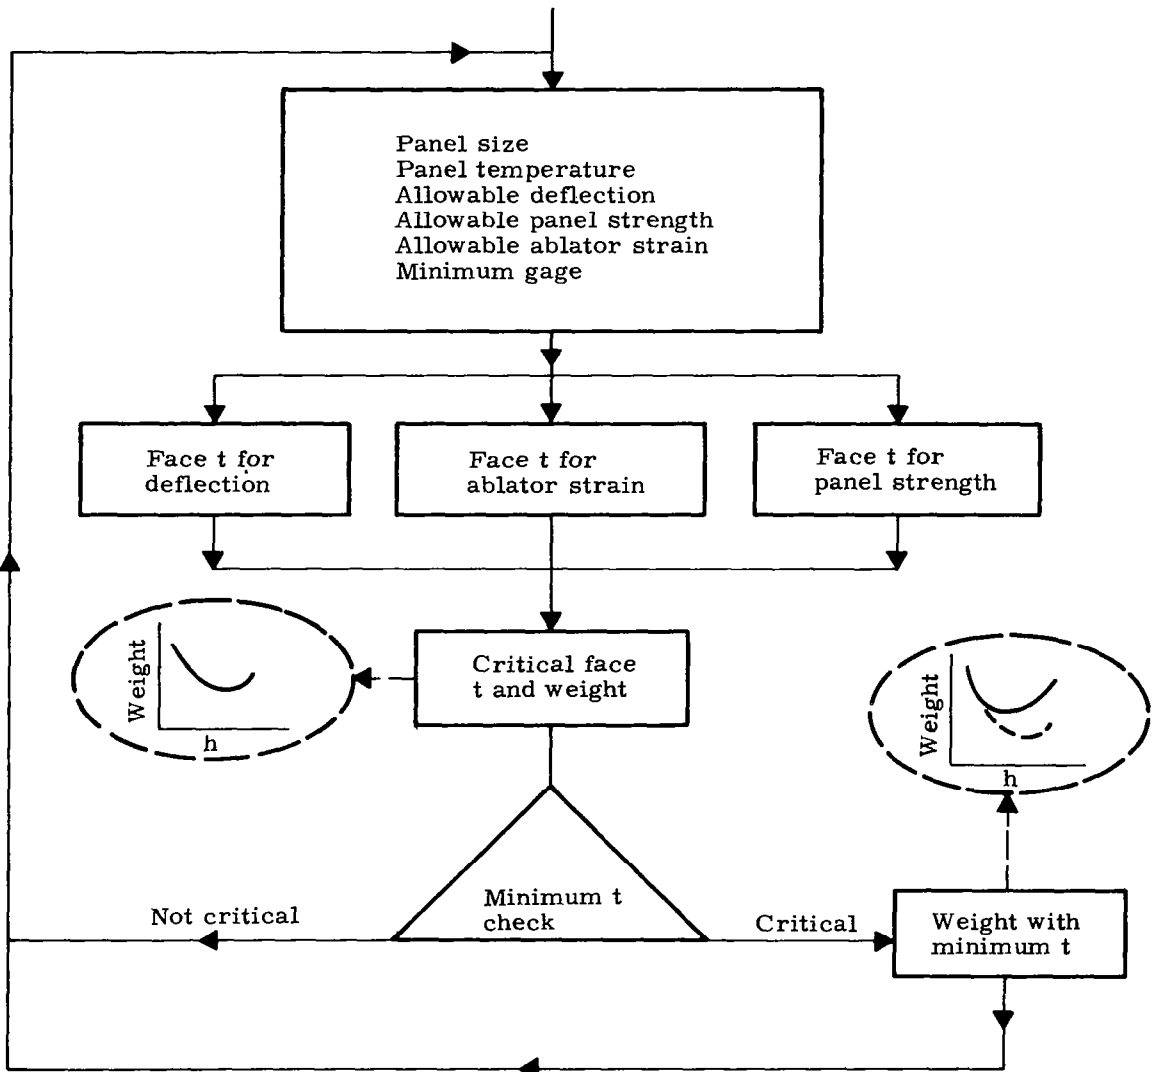 Panel size
Panel temperature
Allowable deflection
Allowable panel strength
Allowable ablator strain
Minimum gage
Face t for
deflection
Face t for
ablator strain
Face t for
panel strength
Critical face
t and weight
Weight
h
Weight
h
Minimum t
check
Not critical
Critical
Weight with
minimum t